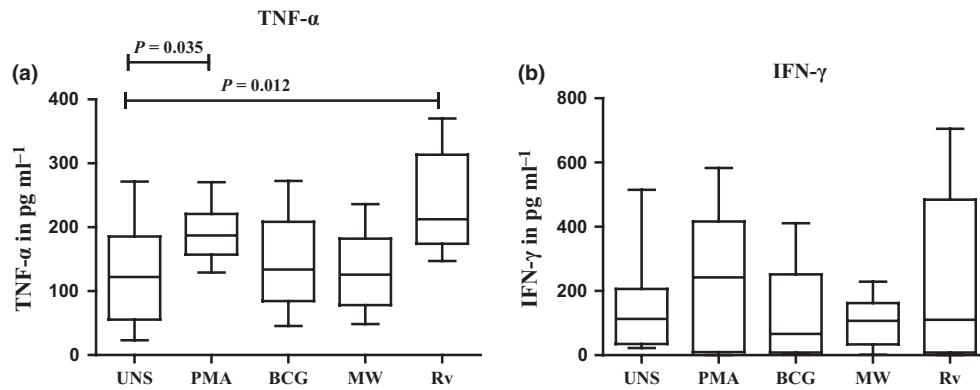 TNF-α
P = 0.035
(a)
P = 0.012
400
300
200
100
0
TNF-α in pg ml⁻¹
UNS PMA BCG MW Rv
(b)
IFN-γ
800
600
400
200
0
IFN-γ in pg ml⁻¹
UNS PMA BCG MW Rv